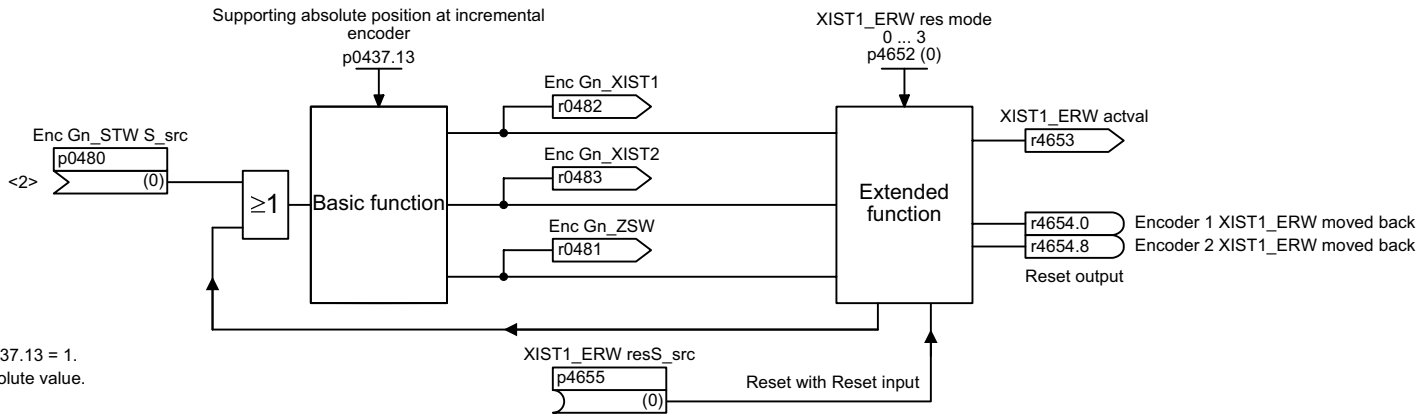 Supporting absolute position at incremental
encoder
p0437.13
XIST1_ERW res mode
0 ... 3
p4652 (0)
Enc Gn_XIST1
r0482
Enc Gn_STW S_src
p0480
<2>
(0)
≥1
Basic function
Enc Gn_XIST2
r0483
Enc Gn_ZSW
r0481
Extended
function
XIST1_ERW actval
r4653
r4654.0
Encoder 1 XIST1_ERW moved back
r4654.8
Encoder 2 XIST1_ERW moved back
Reset output
37.13 = 1.
olute value.
XIST1_ERW resS_src
p4655
(0)
Reset with Reset input